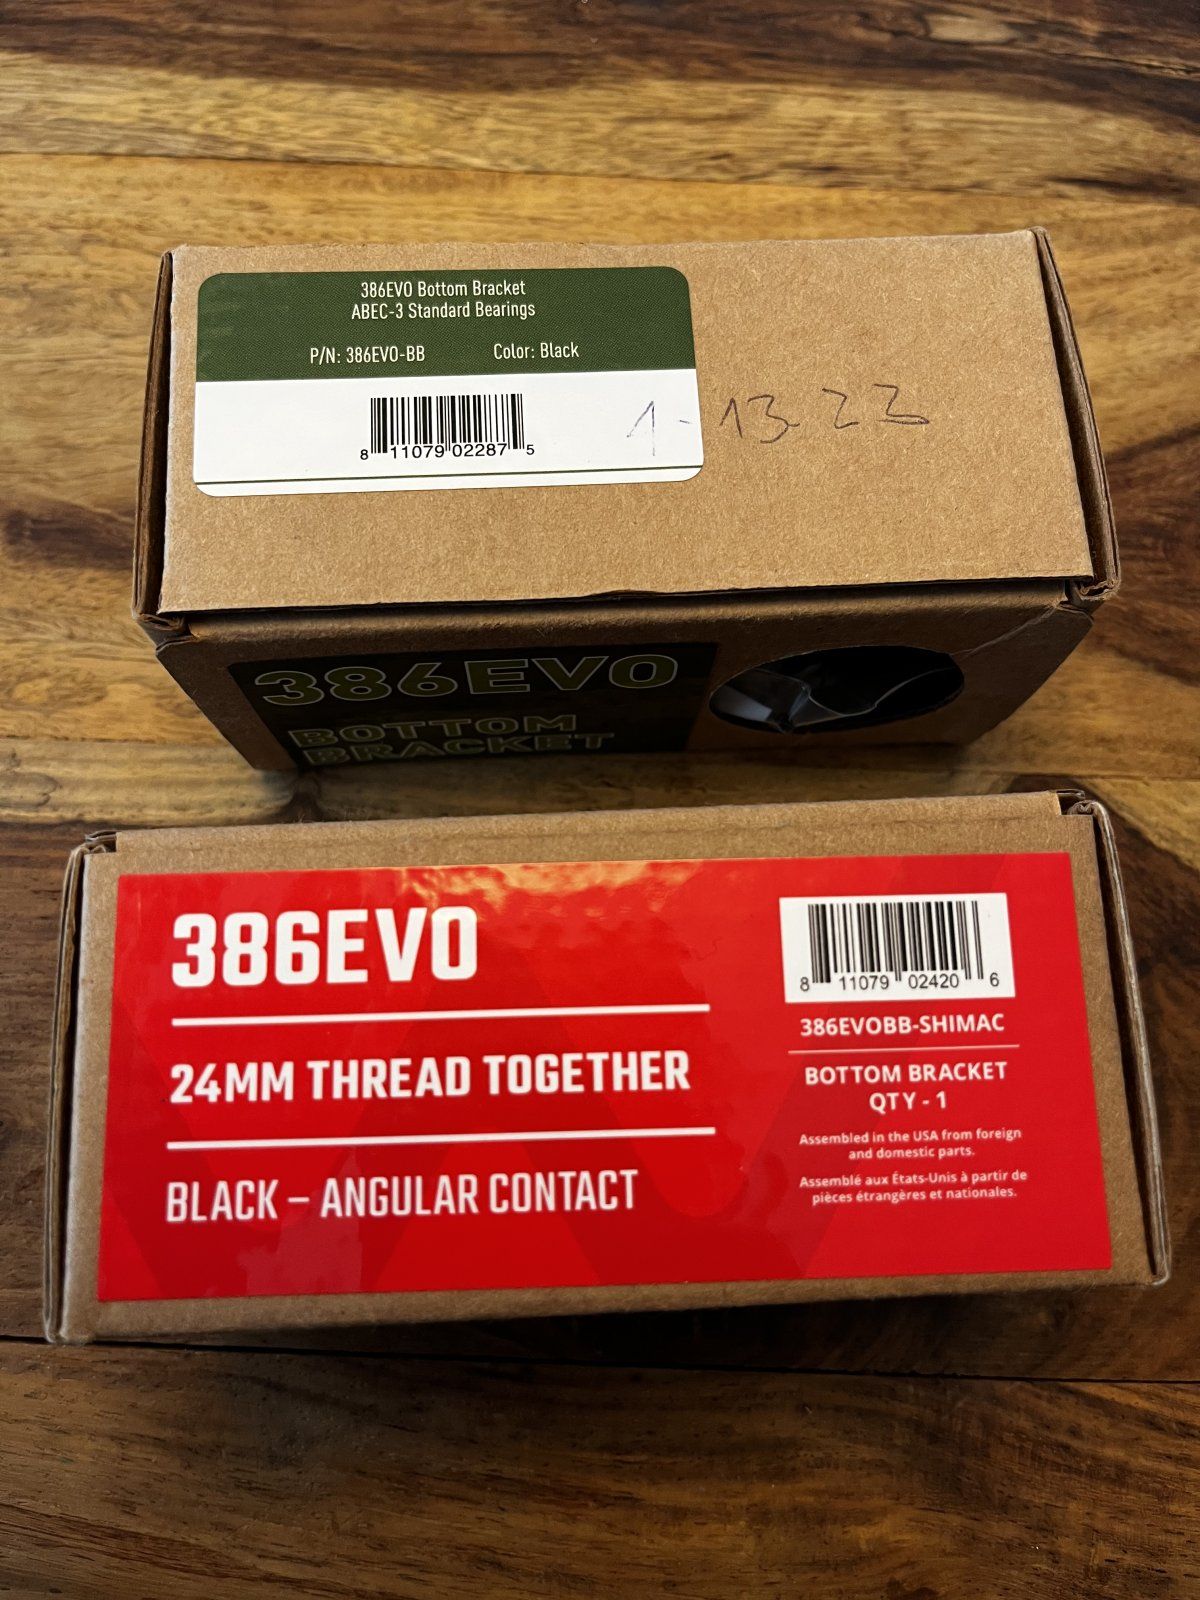 386EVO Bottom Bracket
ABEC-3 Standard Bearings
P/N: 386EVO-BB Color: Black
8 11079 02287 5
1-13 23
386EVO
BOTTOM
BRACKET
386EVO
24MM THREAD TOGETHER
BLACK – ANGULAR CONTACT
8 11079 02420 6
386EVOBB-SHIMAC
BOTTOM BRACKET
QTY - 1
Assembled in the USA from foreign
and domestic parts.
Assemblé aux États-Unis à partir de
pièces étrangères et nationales.